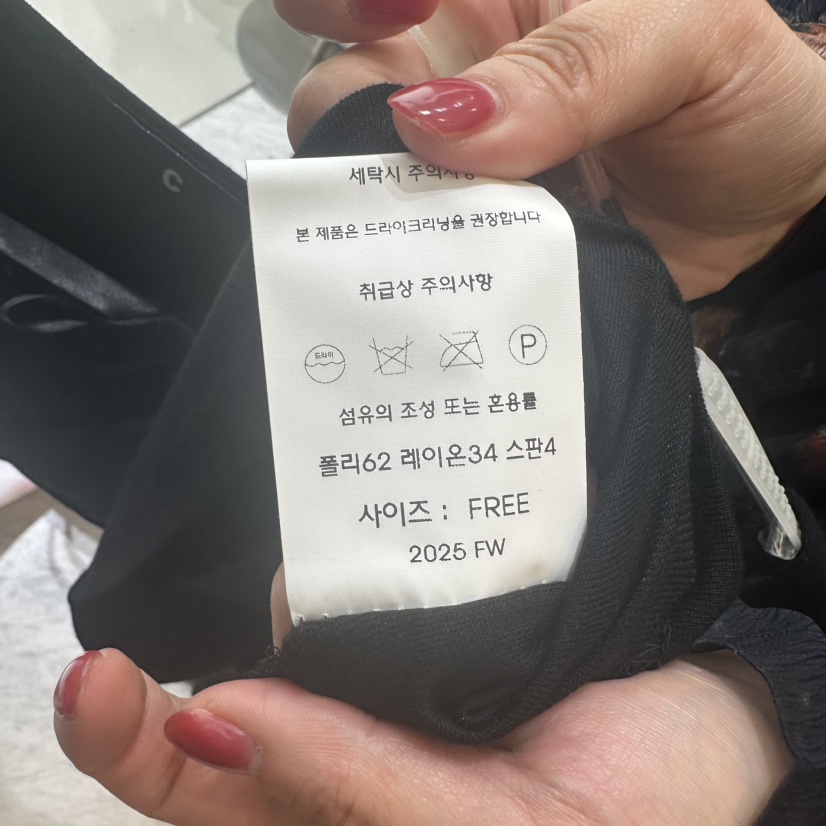 세탁시 주의사항
본 제품은 드라이크리닝을 권장합니다
취급상 주의사항
드라이 P
섬유의 조성 또는 혼용률
폴리62 레이온34 스판4
사이즈 : FREE
2025 FW